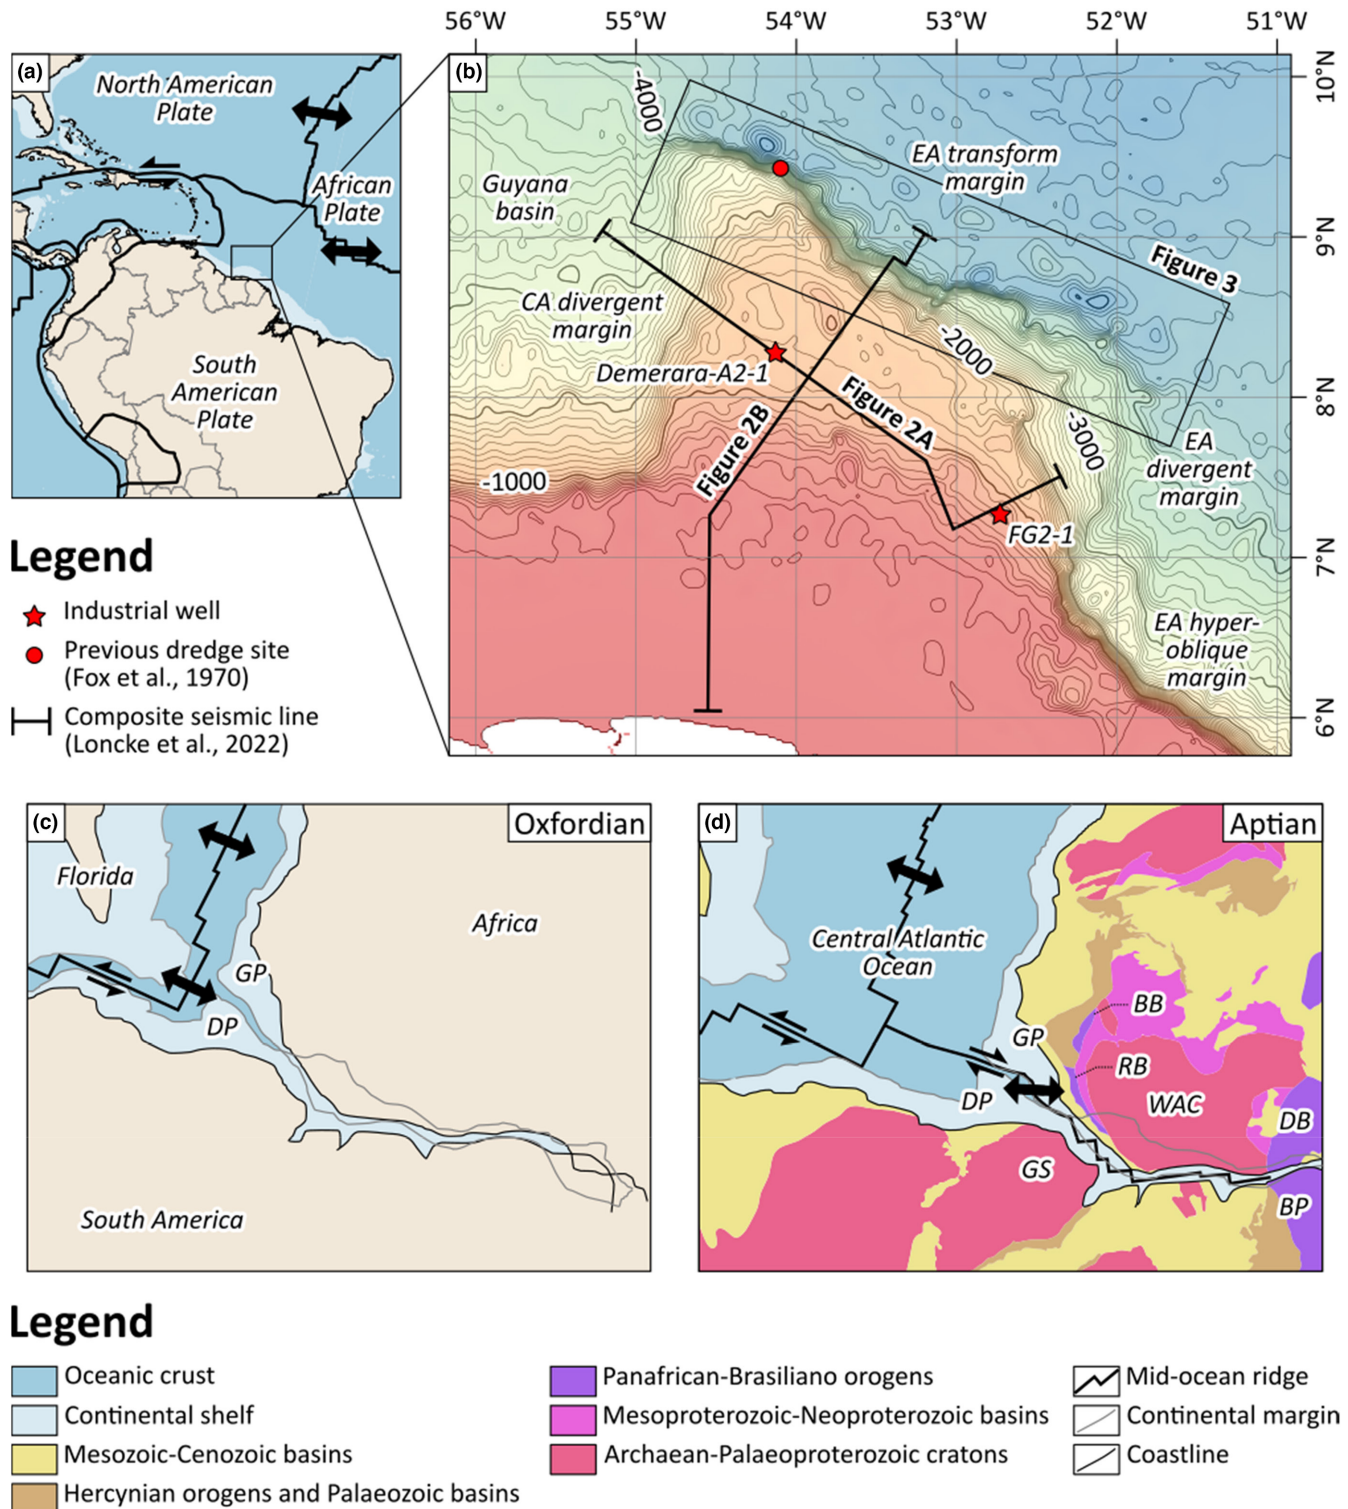 56°W 55°W 54°W 53°W 52°W 51°W
(a)
North American
Plate
African
Plate
South
American
Plate
(b)
10°N
9°N
8°N
7°N
6°N
-4000
EA transform
margin
Guyana
basin
Figure 3
CA divergent
margin
-2000
Demerara-A2-1
Figure 2A
Figure 2B
-3000
EA
divergent
margin
-1000
FG2-1
EA hyper-
oblique
margin
Legend
Industrial well
Previous dredge site
(Fox et al., 1970)
Composite seismic line
(Loncke et al., 2022)
(c)
Oxfordian
Florida
Africa
GP
DP
South America
(d)
Aptian
Central Atlantic
Ocean
BB
GP
RB
DP
WAC
DB
GS
BP
Legend
Oceanic crust
Continental shelf
Mesozoic-Cenozoic basins
Hercynian orogens and Palaeozoic basins
Panafrican-Brasiliano orogens
Mesoproterozoic-Neoproterozoic basins
Archaean-Palaeoproterozoic cratons
Mid-ocean ridge
Continental margin
Coastline